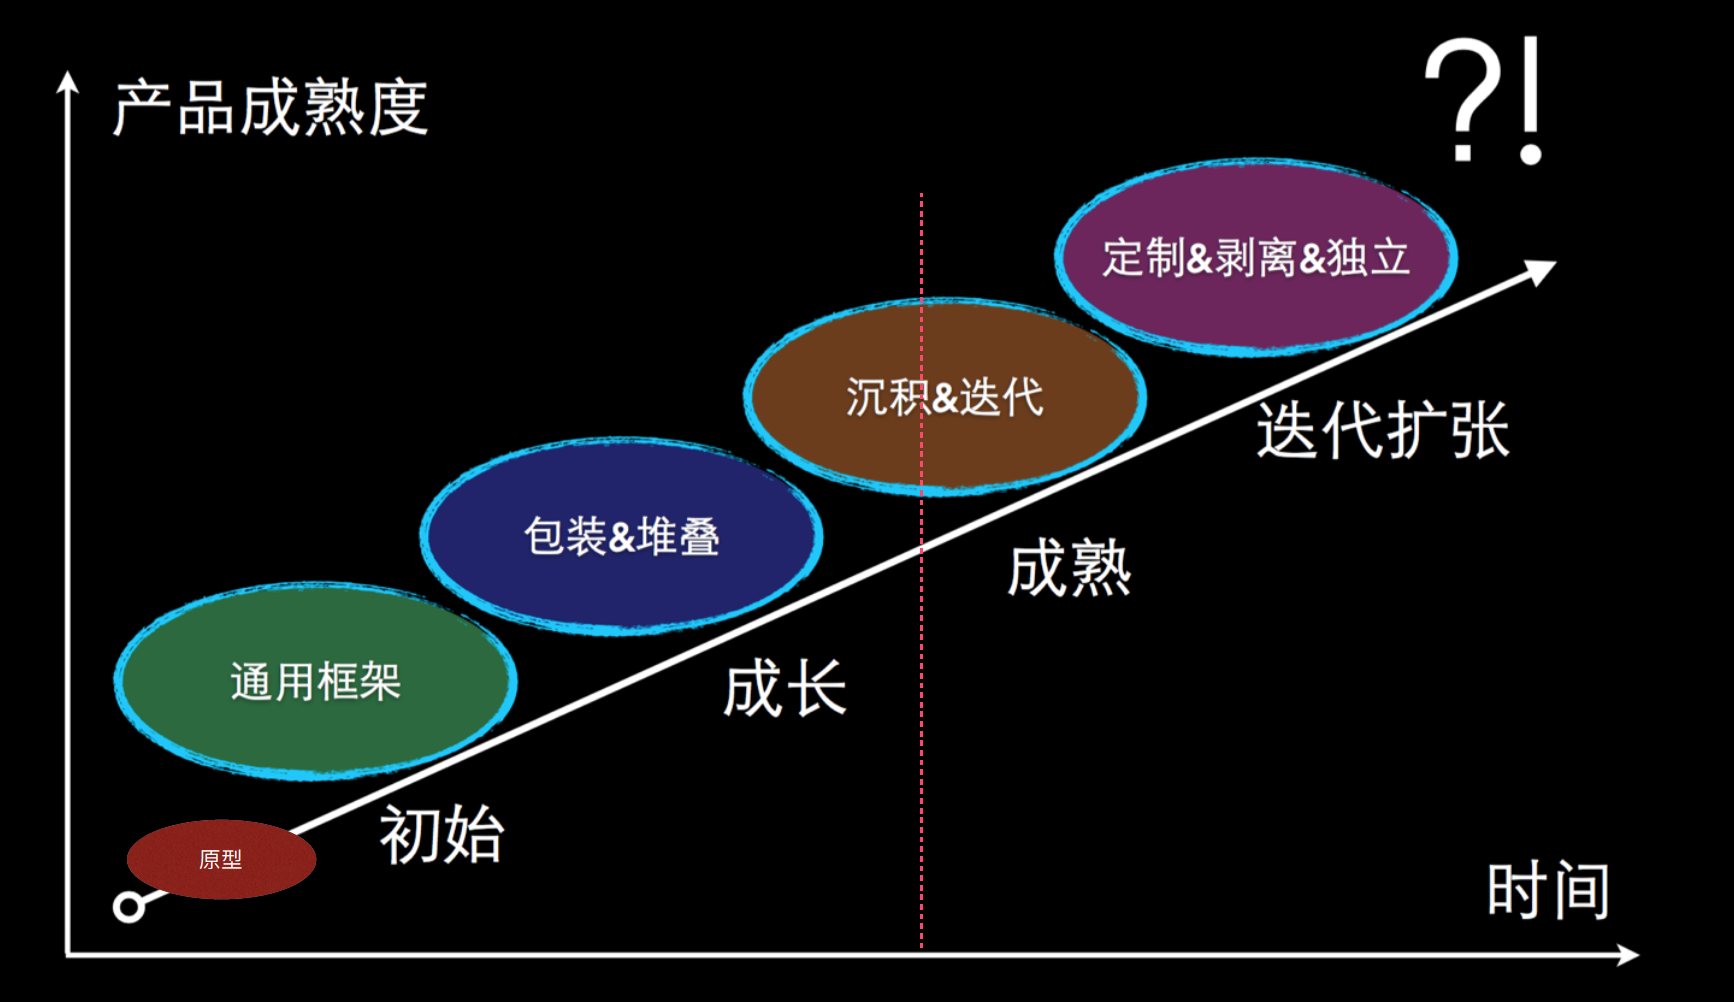 产品成熟度
?!
定制&剥离&独立
沉积&迭代
迭代扩张
包装&堆叠
成熟
通用框架
成长
初始
原型
时间